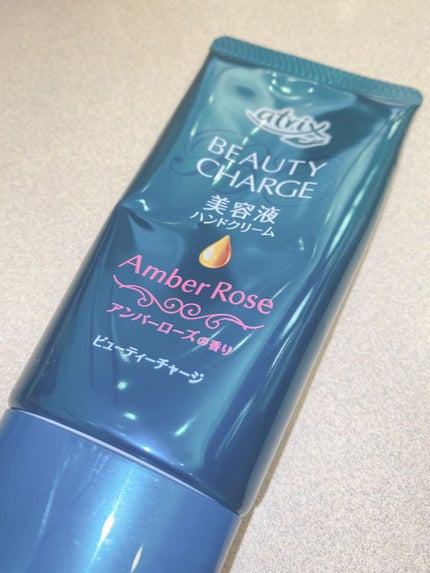 atrix
BEAUTY
CHARGE
美容液
ハンドクリーム
Amber Rose
アンバーローズの香り
ビューティーチャージ